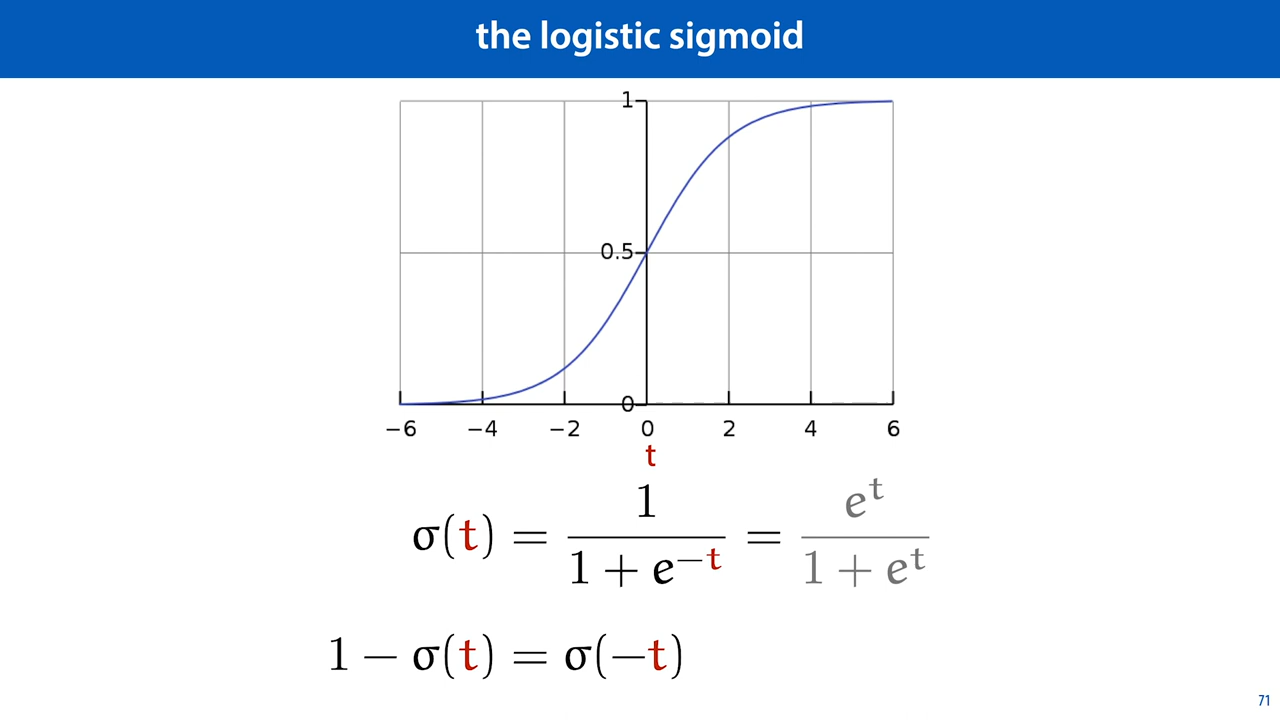 the logistic sigmoid
1
0.5
0
−6 −4 −2 0 2 4 6
t
σ(t) = 1 / (1 + e^{−t}) = e^t / (1 + e^t)
1 − σ(t) = σ(−t)
71